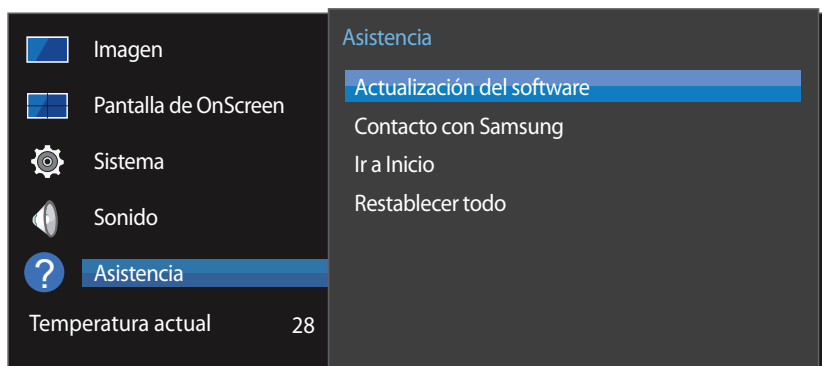 Imagen
Pantalla de OnScreen
Sistema
Sonido
Asistencia
Temperatura actual 28
Asistencia
Actualización del software
Contacto con Samsung
Ir a Inicio
Restablecer todo